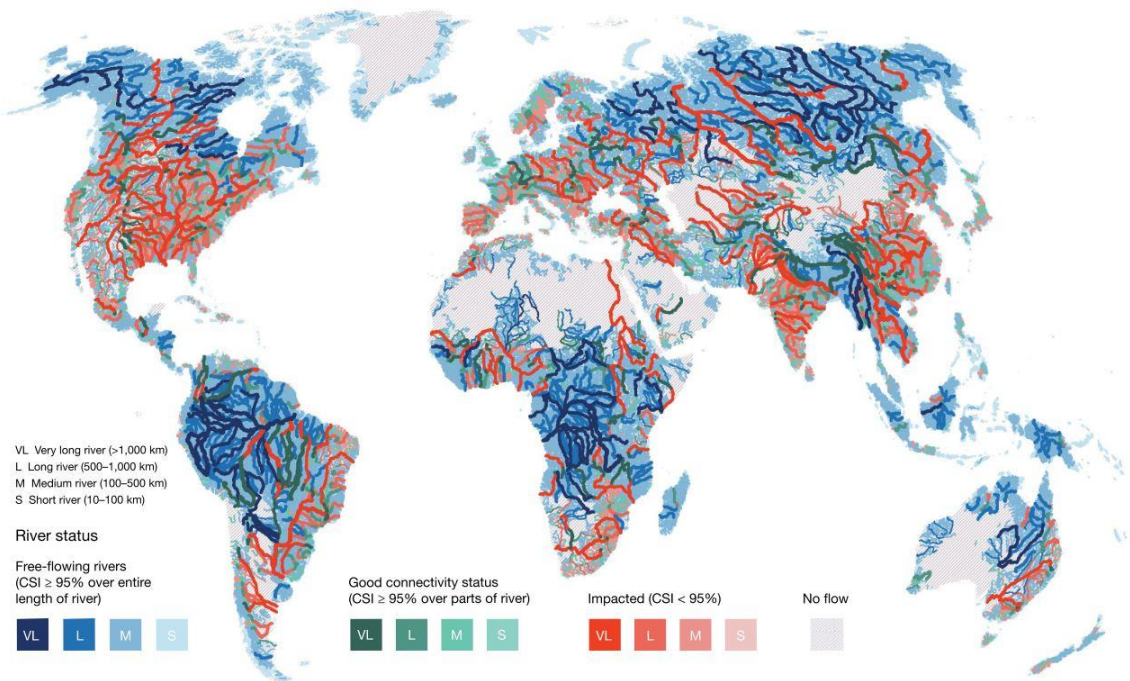 VL Very long river (>1,000 km)
L Long river (500–1,000 km)
M Medium river (100–500 km)
S Short river (10–100 km)
River status
Free-flowing rivers
(CSI ≥ 95% over entire
length of river)
VL L M S
Good connectivity status
(CSI ≥ 95% over parts of river)
VL L M S
Impacted (CSI < 95%)
VL L M S
No flow